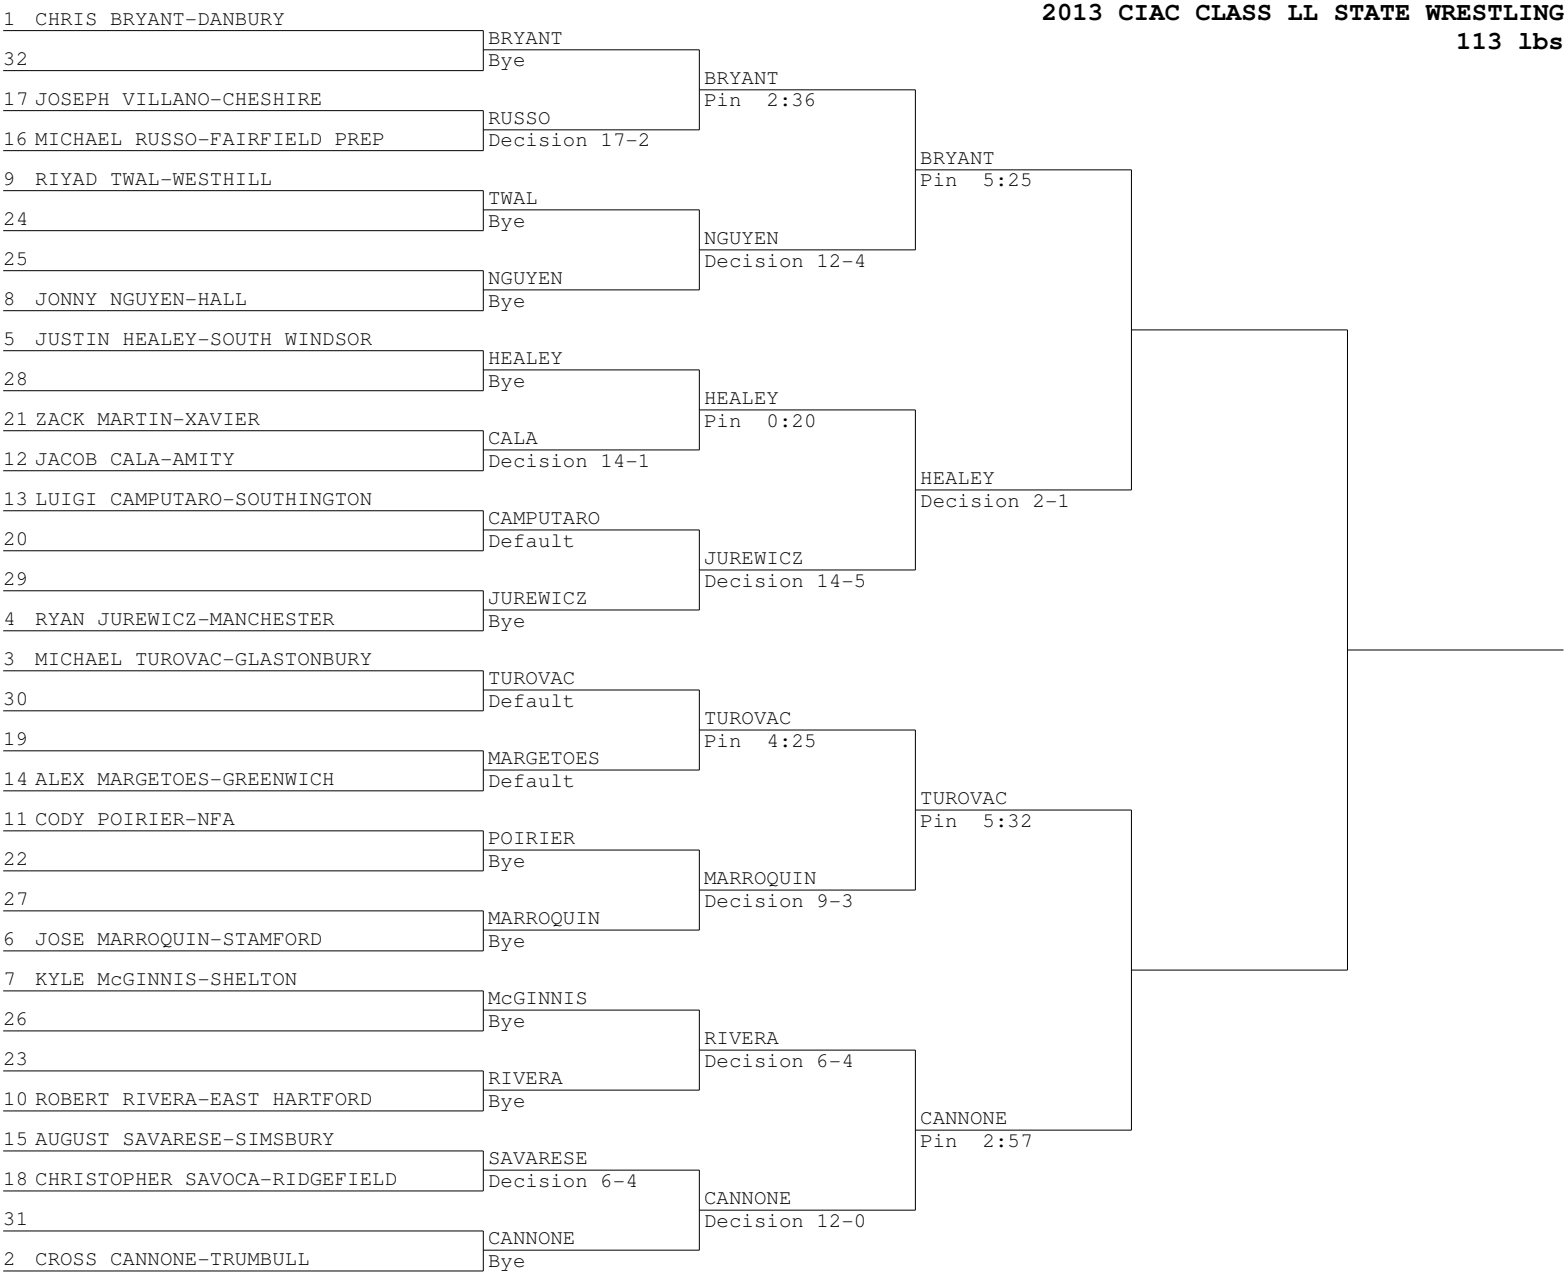 2013 CIAC CLASS LL STATE WRESTLING
113 lbs
1 CHRIS BRYANT-DANBURY
32
17 JOSEPH VILLANO-CHESHIRE
16 MICHAEL RUSSO-FAIRFIELD PREP
9 RIYAD TWAL-WESTHILL
24
25
8 JONNY NGUYEN-HALL
5 JUSTIN HEALEY-SOUTH WINDSOR
28
21 ZACK MARTIN-XAVIER
12 JACOB CALA-AMITY
13 LUIGI CAMPUTARO-SOUTHINGTON
20
29
4 RYAN JUREWICZ-MANCHESTER
3 MICHAEL TUROVAC-GLASTONBURY
30
19
14 ALEX MARGETOES-GREENWICH
11 CODY POIRIER-NFA
22
27
6 JOSE MARROQUIN-STAMFORD
7 KYLE McGINNIS-SHELTON
26
23
10 ROBERT RIVERA-EAST HARTFORD
15 AUGUST SAVARESE-SIMSBURY
18 CHRISTOPHER SAVOCA-RIDGEFIELD
31
2 CROSS CANNONE-TRUMBULL
BRYANT
Bye
RUSSO
Decision 17-2
TWAL
Bye
NGUYEN
Bye
HEALEY
Bye
CALA
Decision 14-1
CAMPUTARO
Default
JUREWICZ
Bye
TUROVAC
Default
MARGETOES
Default
POIRIER
Bye
MARROQUIN
Bye
McGINNIS
Bye
RIVERA
Bye
SAVARESE
Decision 6-4
CANNONE
Bye
BRYANT
Pin 2:36
NGUYEN
Decision 12-4
HEALEY
Pin 0:20
JUREWICZ
Decision 14-5
TUROVAC
Pin 4:25
MARROQUIN
Decision 9-3
RIVERA
Decision 6-4
CANNONE
Decision 12-0
BRYANT
Pin 5:25
HEALEY
Decision 2-1
TUROVAC
Pin 5:32
CANNONE
Pin 2:57